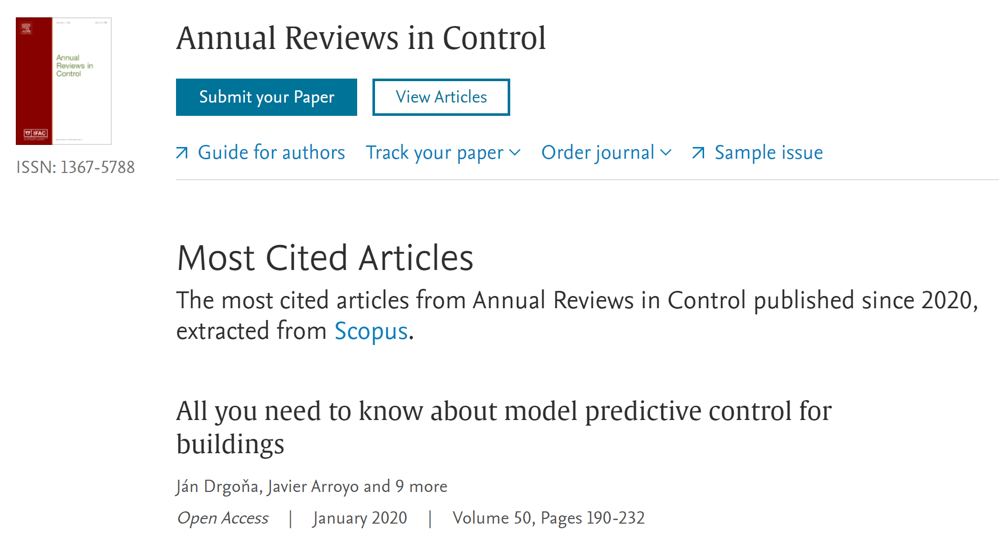 Annual Reviews in Control
Submit your Paper
View Articles
Guide for authors
Track your paper
Order journal
Sample issue
Annual
Reviews in
Control
IFAC
ISSN: 1367-5788
Most Cited Articles
The most cited articles from Annual Reviews in Control published since 2020,
extracted from Scopus.
All you need to know about model predictive control for
buildings
Ján Drgoňa, Javier Arroyo and 9 more
Open Access | January 2020 | Volume 50, Pages 190-232